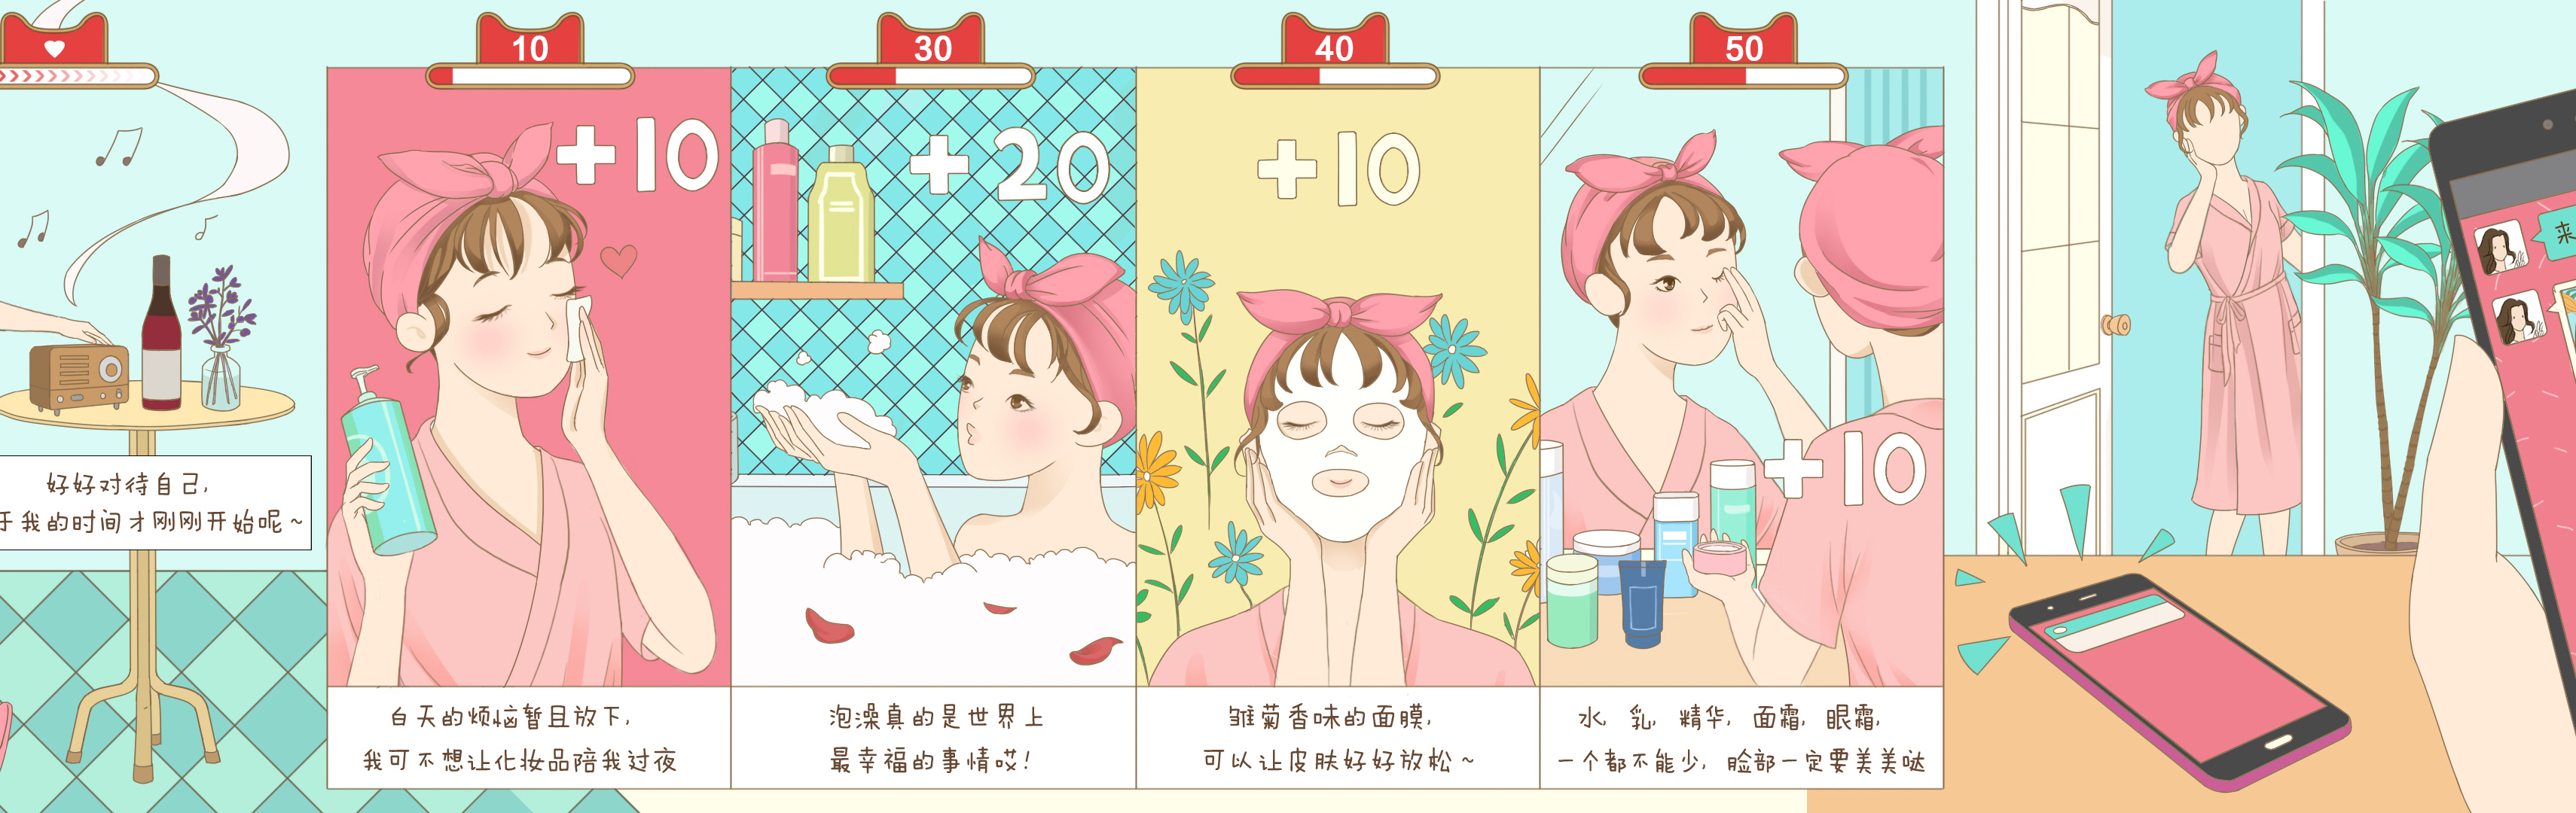 好好对待自己,
于我的时间才刚刚开始呢~
10
+10
白天的烦恼暂且放下,
我可不想让化妆品陪我过夜
30
+20
泡澡真的是世界上
最幸福的事情哎!
40
+10
雏菊香味的面膜,
可以让皮肤好好放松~
50
+10
水, 乳, 精华, 面霜, 眼霜,
一个都不能少, 脸部一定要美美哒
来